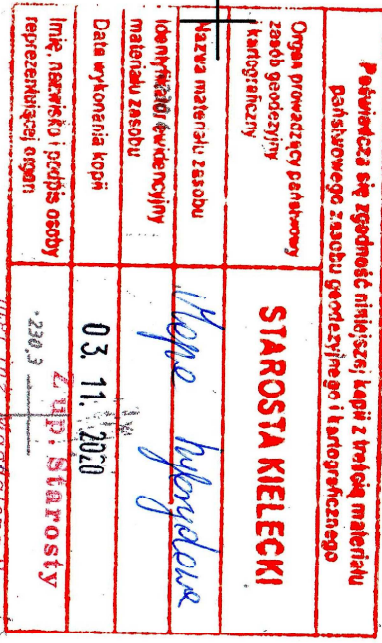 Poświadcza się zgodność niniejszej kopii z treścią materiału
państwowego zasobu geodezyjnego i kartograficznego
Organ prowadzący państwowy
zasób geodezyjny
i kartograficzny
STAROSTA KIELECKI
Nazwa materiału zasobu
Mapa hybrydowa
Identyfikator ewidencyjny
materiału zasobu
Data wykonania kopii
03. 11. 2020
Imię, nazwisko i podpis osoby
reprezentującej organ
Z up. Starosty
-230,3